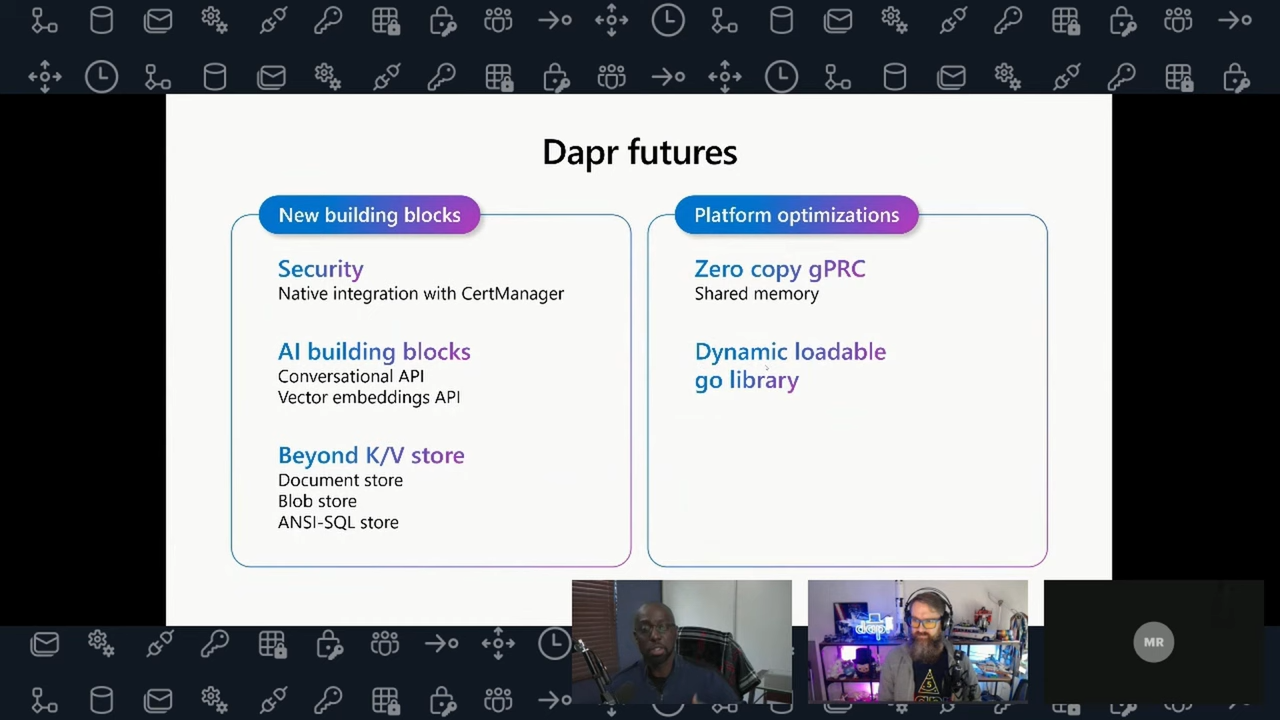 Dapr futures
New building blocks
Security
Native integration with CertManager
AI building blocks
Conversational API
Vector embeddings API
Beyond K/V store
Document store
Blob store
ANSI-SQL store
Platform optimizations
Zero copy gPRC
Shared memory
Dynamic loadable
go library
dapr
MR